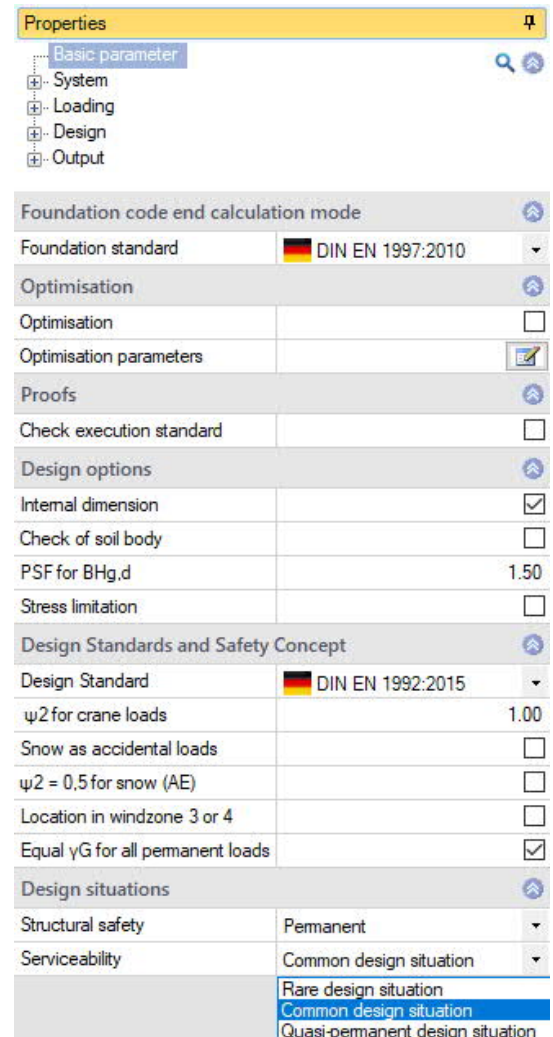 Properties
Basic parameter
System
Loading
Design
Output
Foundation code end calculation mode
Foundation standard DIN EN 1997:2010
Optimisation
Optimisation
Optimisation parameters
Proofs
Check execution standard
Design options
Internal dimension
Check of soil body
PSF for BHg,d 1.50
Stress limitation
Design Standards and Safety Concept
Design Standard DIN EN 1992:2015
ψ2 for crane loads 1.00
Snow as accidental loads
ψ2 = 0,5 for snow (AE)
Location in windzone 3 or 4
Equal γG for all permanent loads
Design situations
Structural safety Permanent
Serviceability Common design situation
Rare design situation
Common design situation
Quasi-permanent design situation